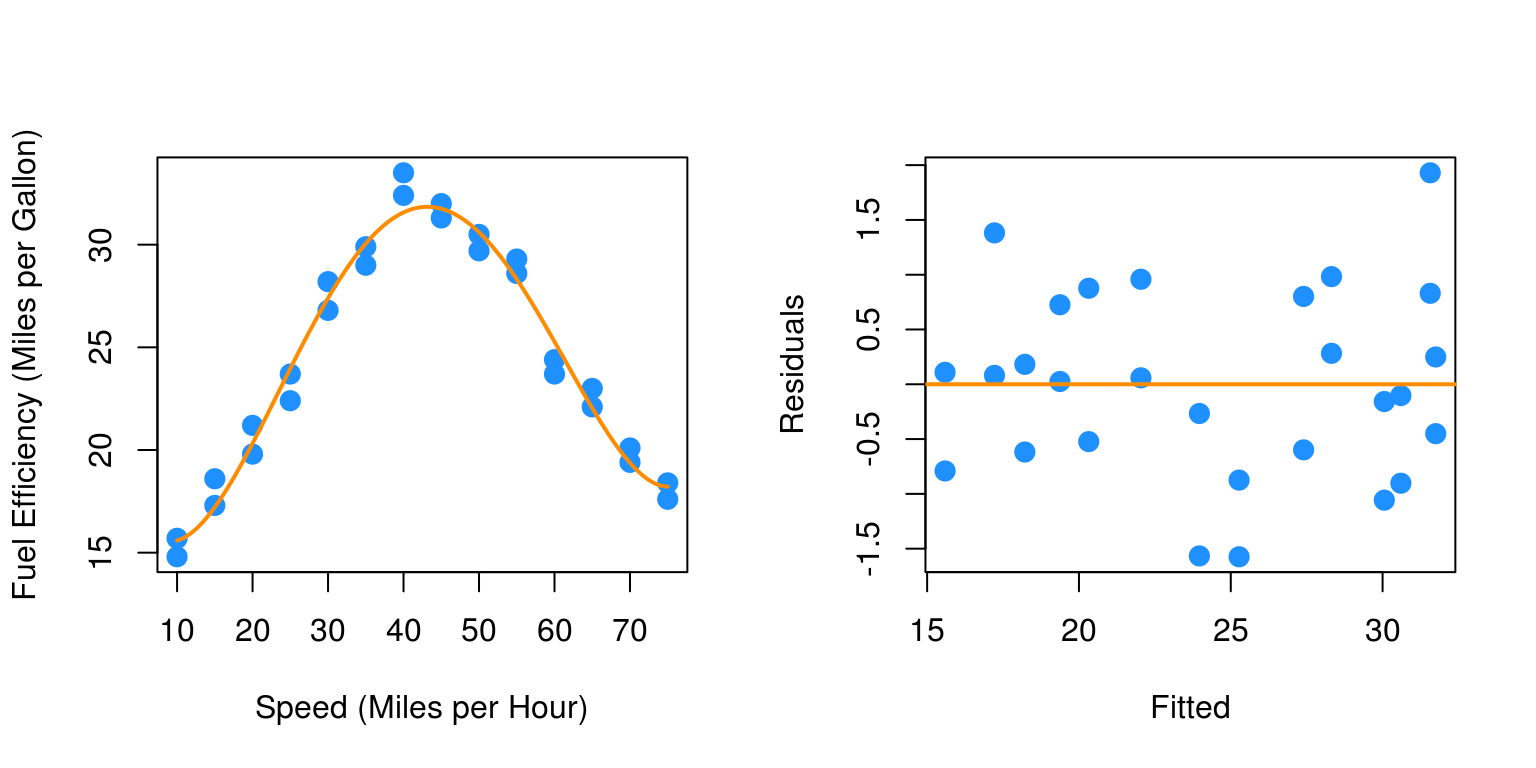 Fuel Efficiency (Miles per Gallon)
30
25
20
15
10 20 30 40 50 60 70
Speed (Miles per Hour)
Residuals
1.5
0.5
-0.5
-1.5
15 20 25 30
Fitted